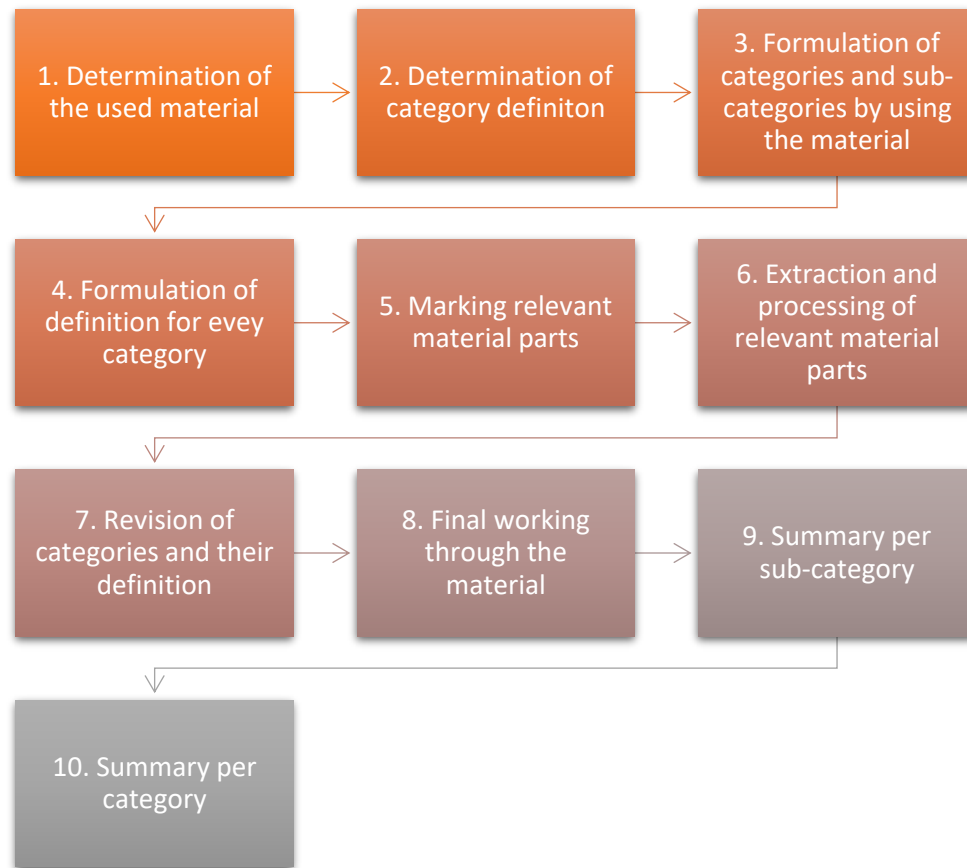 1. Determination of
the used material
2. Determination of
category definiton
3. Formulation of
categories and sub-
categories by using
the material
4. Formulation of
definition for evey
category
5. Marking relevant
material parts
6. Extraction and
processing of
relevant material
parts
7. Revision of
categories and their
definition
8. Final working
through the
material
9. Summary per
sub-category
10. Summary per
category